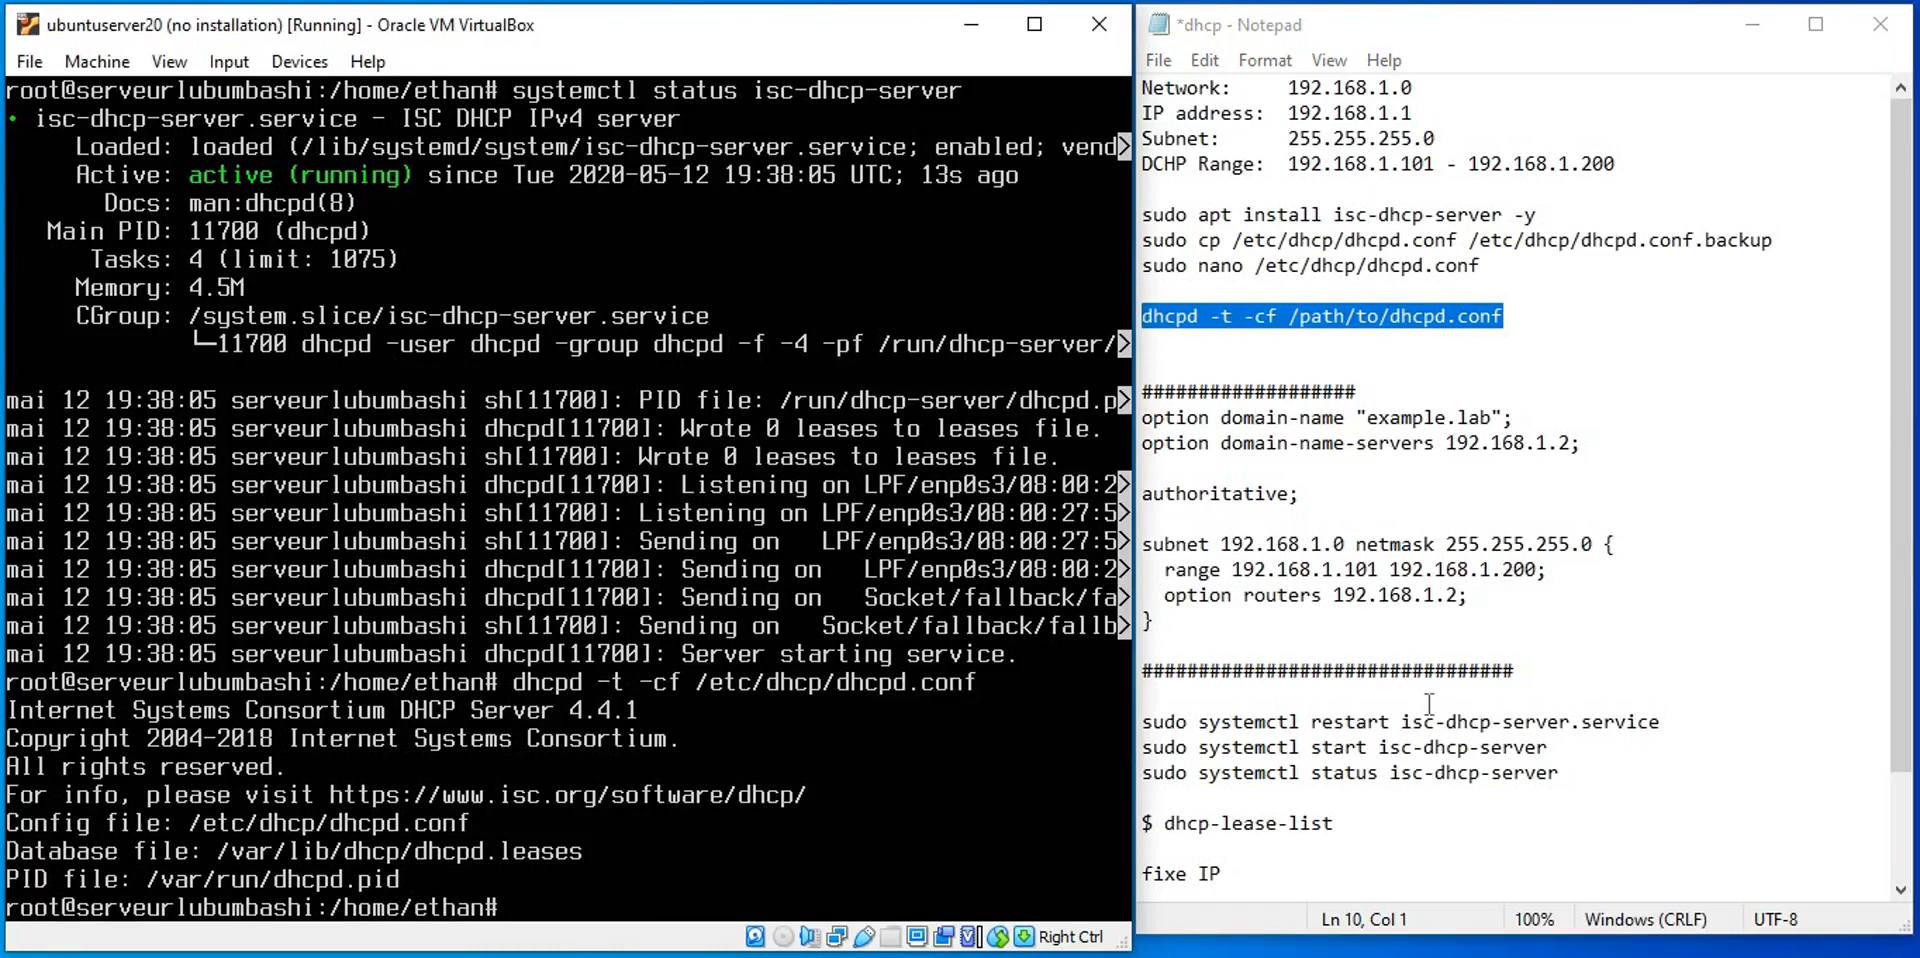 ubuntuserver20 (no installation) [Running] - Oracle VM VirtualBox
File Machine View Input Devices Help
root@serveurlubumbashi:/home/ethan# systemctl status isc-dhcp-server
• isc-dhcp-server.service – ISC DHCP IPv4 server
Loaded: loaded (/lib/systemd/system/isc-dhcp-server.service; enabled; vend>
Active: active (running) since Tue 2020-05-12 19:38:05 UTC; 13s ago
Docs: man:dhcpd(8)
Main PID: 11700 (dhcpd)
Tasks: 4 (limit: 1075)
Memory: 4.5M
CGroup: /system.slice/isc-dhcp-server.service
└─11700 dhcpd -user dhcpd -group dhcpd -f -4 -pf /run/dhcp-server/>
mai 12 19:38:05 serveurlubumbashi sh[11700]: PID file: /run/dhcp-server/dhcpd.p>
mai 12 19:38:05 serveurlubumbashi dhcpd[11700]: Wrote 0 leases to leases file.
mai 12 19:38:05 serveurlubumbashi sh[11700]: Wrote 0 leases to leases file.
mai 12 19:38:05 serveurlubumbashi dhcpd[11700]: Listening on LPF/enp0s3/08:00:2>
mai 12 19:38:05 serveurlubumbashi sh[11700]: Listening on LPF/enp0s3/08:00:27:5>
mai 12 19:38:05 serveurlubumbashi sh[11700]: Sending on   LPF/enp0s3/08:00:27:5>
mai 12 19:38:05 serveurlubumbashi dhcpd[11700]: Sending on   LPF/enp0s3/08:00:2>
mai 12 19:38:05 serveurlubumbashi dhcpd[11700]: Sending on   Socket/fallback/fa>
mai 12 19:38:05 serveurlubumbashi sh[11700]: Sending on   Socket/fallback/fallb>
mai 12 19:38:05 serveurlubumbashi dhcpd[11700]: Server starting service.
root@serveurlubumbashi:/home/ethan# dhcpd -t -cf /etc/dhcp/dhcpd.conf
Internet Systems Consortium DHCP Server 4.4.1
Copyright 2004-2018 Internet Systems Consortium.
All rights reserved.
For info, please visit https://www.isc.org/software/dhcp/
Config file: /etc/dhcp/dhcpd.conf
Database file: /var/lib/dhcp/dhcpd.leases
PID file: /var/run/dhcpd.pid
root@serveurlubumbashi:/home/ethan#
Right Ctrl
*dhcp - Notepad
File Edit Format View Help
Network: 192.168.1.0
IP address: 192.168.1.1
Subnet: 255.255.255.0
DCHP Range: 192.168.1.101 - 192.168.1.200
sudo apt install isc-dhcp-server -y
sudo cp /etc/dhcp/dhcpd.conf /etc/dhcp/dhcpd.conf.backup
sudo nano /etc/dhcp/dhcpd.conf
dhcpd -t -cf /path/to/dhcpd.conf
###################
option domain-name "example.lab";
option domain-name-servers 192.168.1.2;
authoritative;
subnet 192.168.1.0 netmask 255.255.255.0 {
range 192.168.1.101 192.168.1.200;
option routers 192.168.1.2;
}
#################################
sudo systemctl restart isc-dhcp-server.service
sudo systemctl start isc-dhcp-server
sudo systemctl status isc-dhcp-server
$ dhcp-lease-list
fixe IP
Ln 10, Col 1 100% Windows (CRLF) UTF-8